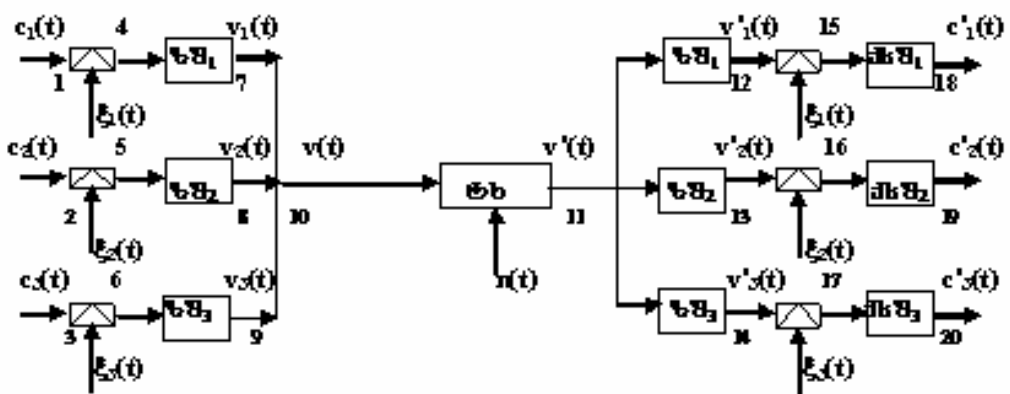 c₁(t) 4 v₁(t) v'₁(t) 15 c'₁(t)
1 7 12 18
ξ₁(t) ξ₁(t)
c₂(t) 5 v₂(t) v(t) v'(t) v'₂(t) 16 c'₂(t)
2 8 10 11 13 19
ξ₂(t) ξ₂(t)
c₃(t) 6 v₃(t) n(t) v'₃(t) 17 c'₃(t)
3 9 14 20
ξ₃(t) ξ₃(t)